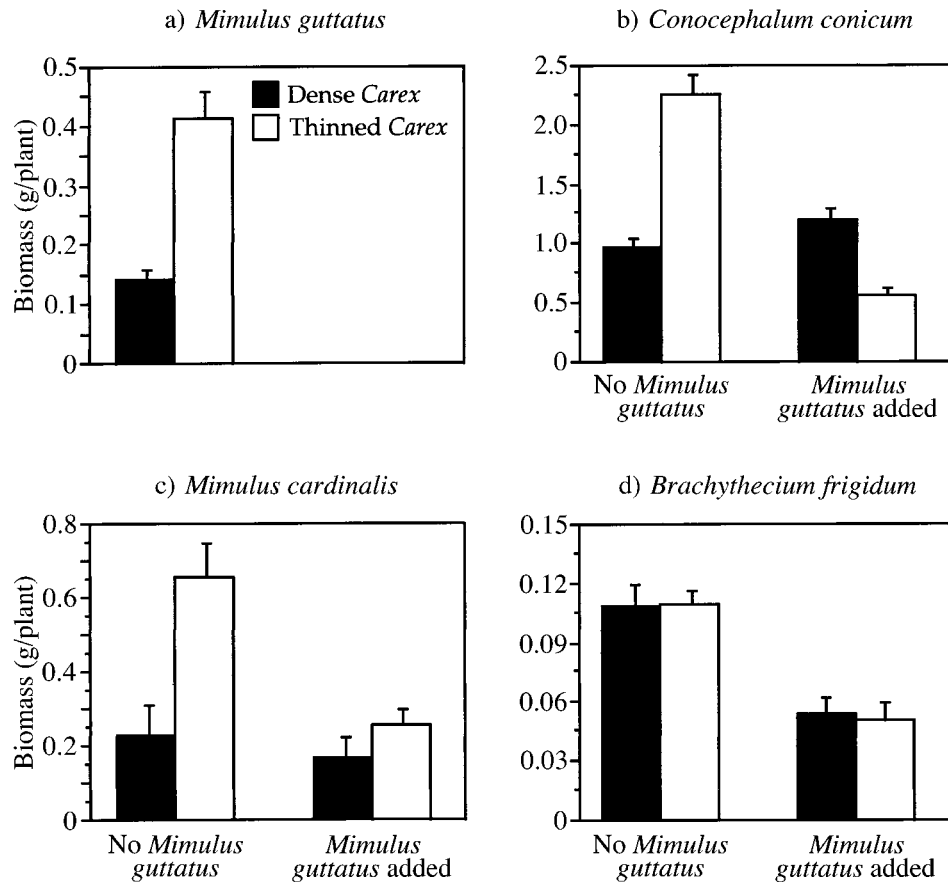 a) Mimulus guttatus
0.5
0.4
0.3
0.2
0.1
0
Biomass (g/plant)
Dense Carex
Thinned Carex
b) Conocephalum conicum
2.5
2.0
1.5
1.0
0.5
0
No Mimulus
guttatus
Mimulus
guttatus added
c) Mimulus cardinalis
0.8
0.6
0.4
0.2
0
Biomass (g/plant)
No Mimulus
guttatus
Mimulus
guttatus added
d) Brachythecium frigidum
0.15
0.12
0.09
0.06
0.03
0
No Mimulus
guttatus
Mimulus
guttatus added